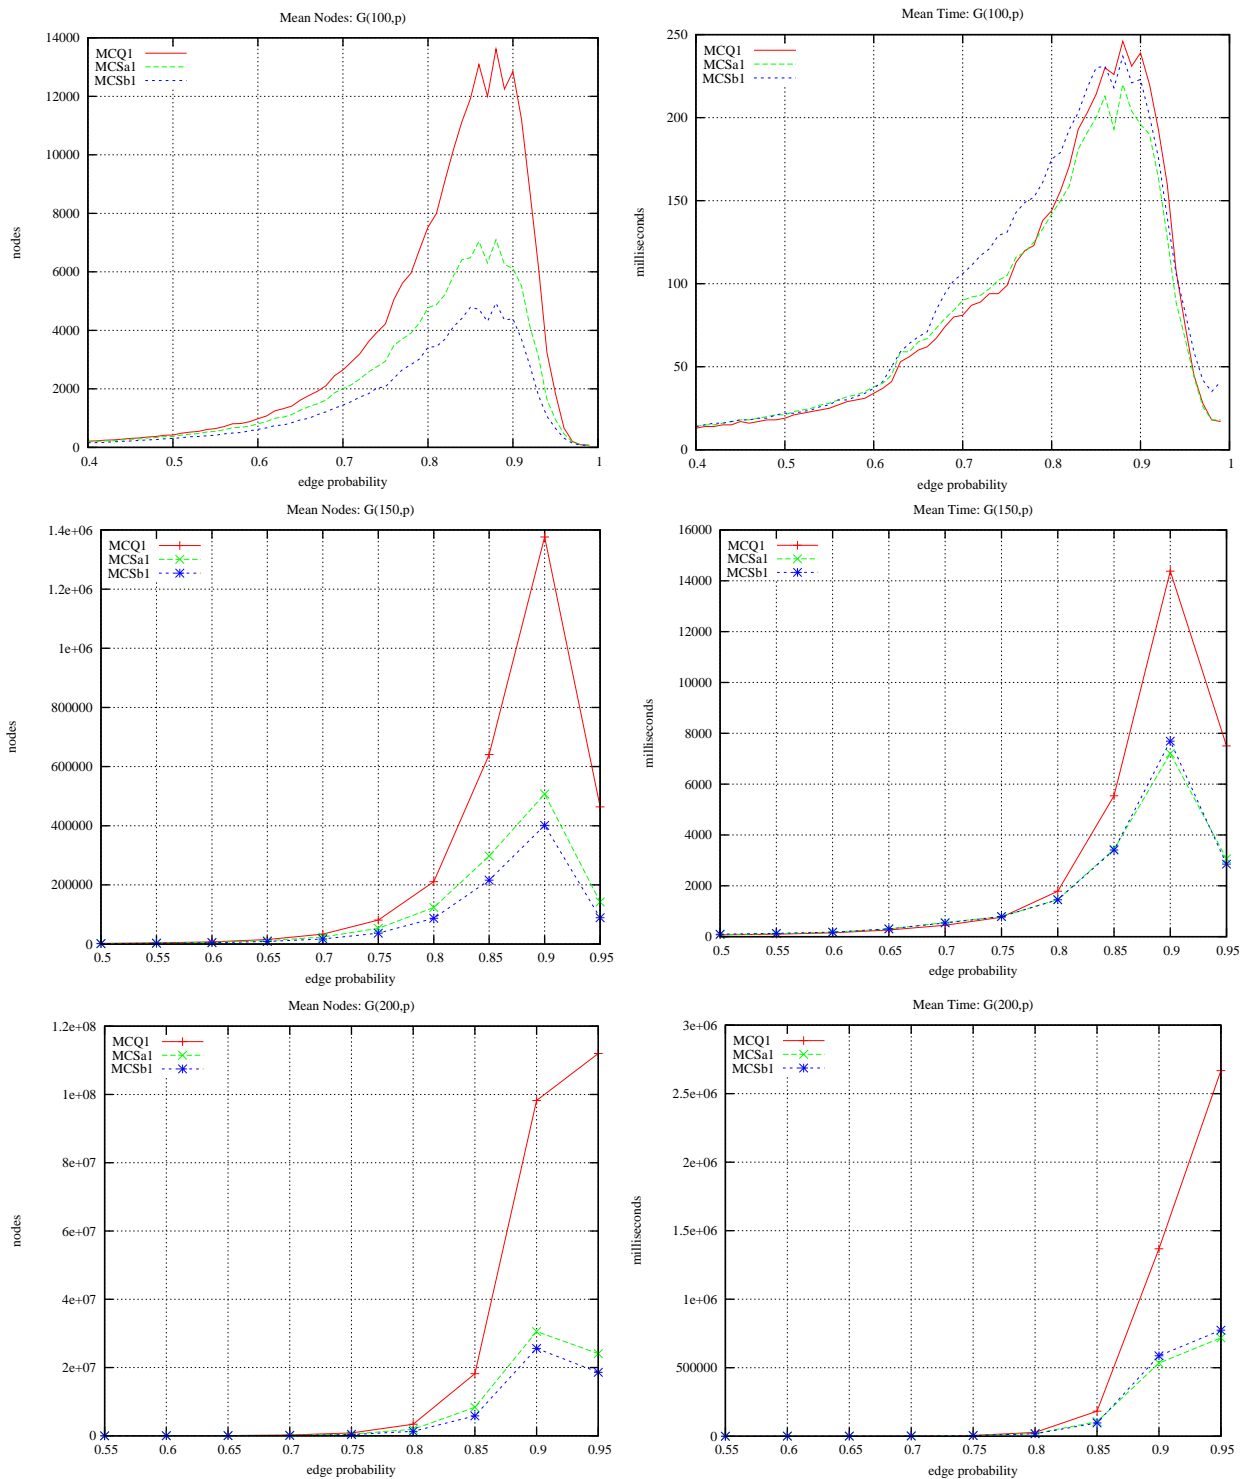 Mean Nodes: G(100,p)
14000
12000
10000
8000
6000
4000
2000
0
nodes
MCQ1
MCSa1
MCSb1
0.4 0.5 0.6 0.7 0.8 0.9 1
edge probability
Mean Time: G(100,p)
250
200
150
100
50
0
milliseconds
MCQ1
MCSa1
MCSb1
0.4 0.5 0.6 0.7 0.8 0.9 1
edge probability
Mean Nodes: G(150,p)
1.4e+06
1.2e+06
1e+06
800000
600000
400000
200000
0
nodes
MCQ1
MCSa1
MCSb1
0.5 0.55 0.6 0.65 0.7 0.75 0.8 0.85 0.9 0.95
edge probability
Mean Time: G(150,p)
16000
14000
12000
10000
8000
6000
4000
2000
0
milliseconds
MCQ1
MCSa1
MCSb1
0.5 0.55 0.6 0.65 0.7 0.75 0.8 0.85 0.9 0.95
edge probability
Mean Nodes: G(200,p)
1.2e+08
1e+08
8e+07
6e+07
4e+07
2e+07
0
nodes
MCQ1
MCSa1
MCSb1
0.55 0.6 0.65 0.7 0.75 0.8 0.85 0.9 0.95
edge probability
Mean Time: G(200,p)
3e+06
2.5e+06
2e+06
1.5e+06
1e+06
500000
0
milliseconds
MCQ1
MCSa1
MCSb1
0.55 0.6 0.65 0.7 0.75 0.8 0.85 0.9 0.95
edge probability